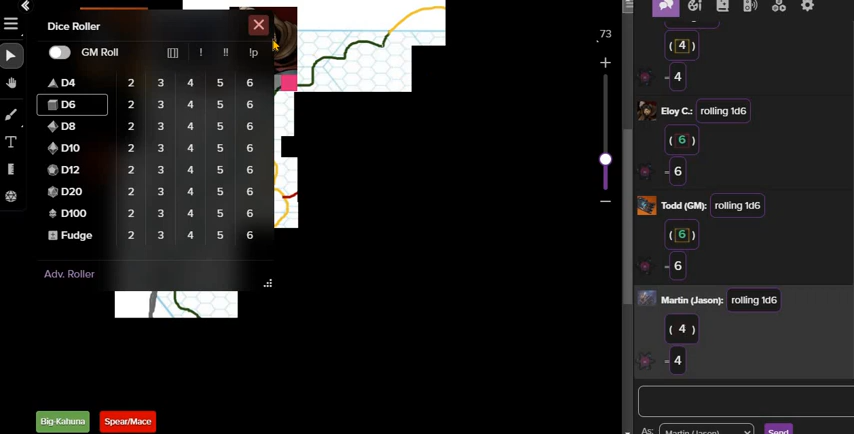 Dice Roller
GM Roll [[]] ! !! !p
D4 2 3 4 5 6
D6 2 3 4 5 6
D8 2 3 4 5 6
D10 2 3 4 5 6
D12 2 3 4 5 6
D20 2 3 4 5 6
D100 2 3 4 5 6
Fudge 2 3 4 5 6
Adv. Roller
Big-Kahuna Spear/Mace
73
+
−
T
(4)
=4
Eloy C.: rolling 1d6
(6)
=6
Todd (GM): rolling 1d6
(6)
=6
Martin (Jason): rolling 1d6
(4)
=4
As: Martin (Jason) Send